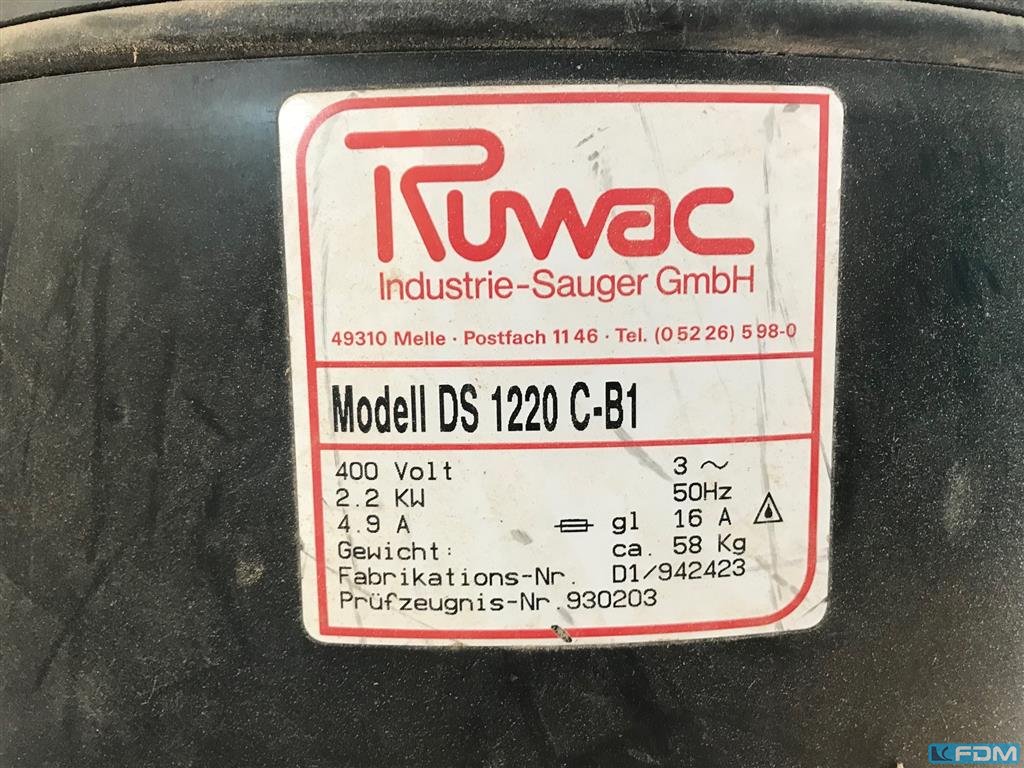 Ruwac
Industrie-Sauger GmbH
49310 Melle · Postfach 11 46 · Tel. (0 52 26) 5 98-0
Modell DS 1220 C-B1
400 Volt 3 ~
2.2 KW 50Hz
4.9 A gl 16 A
Gewicht: ca. 58 Kg
Fabrikations-Nr. D1/942423
Prüfzeugnis-Nr.930203
FDM